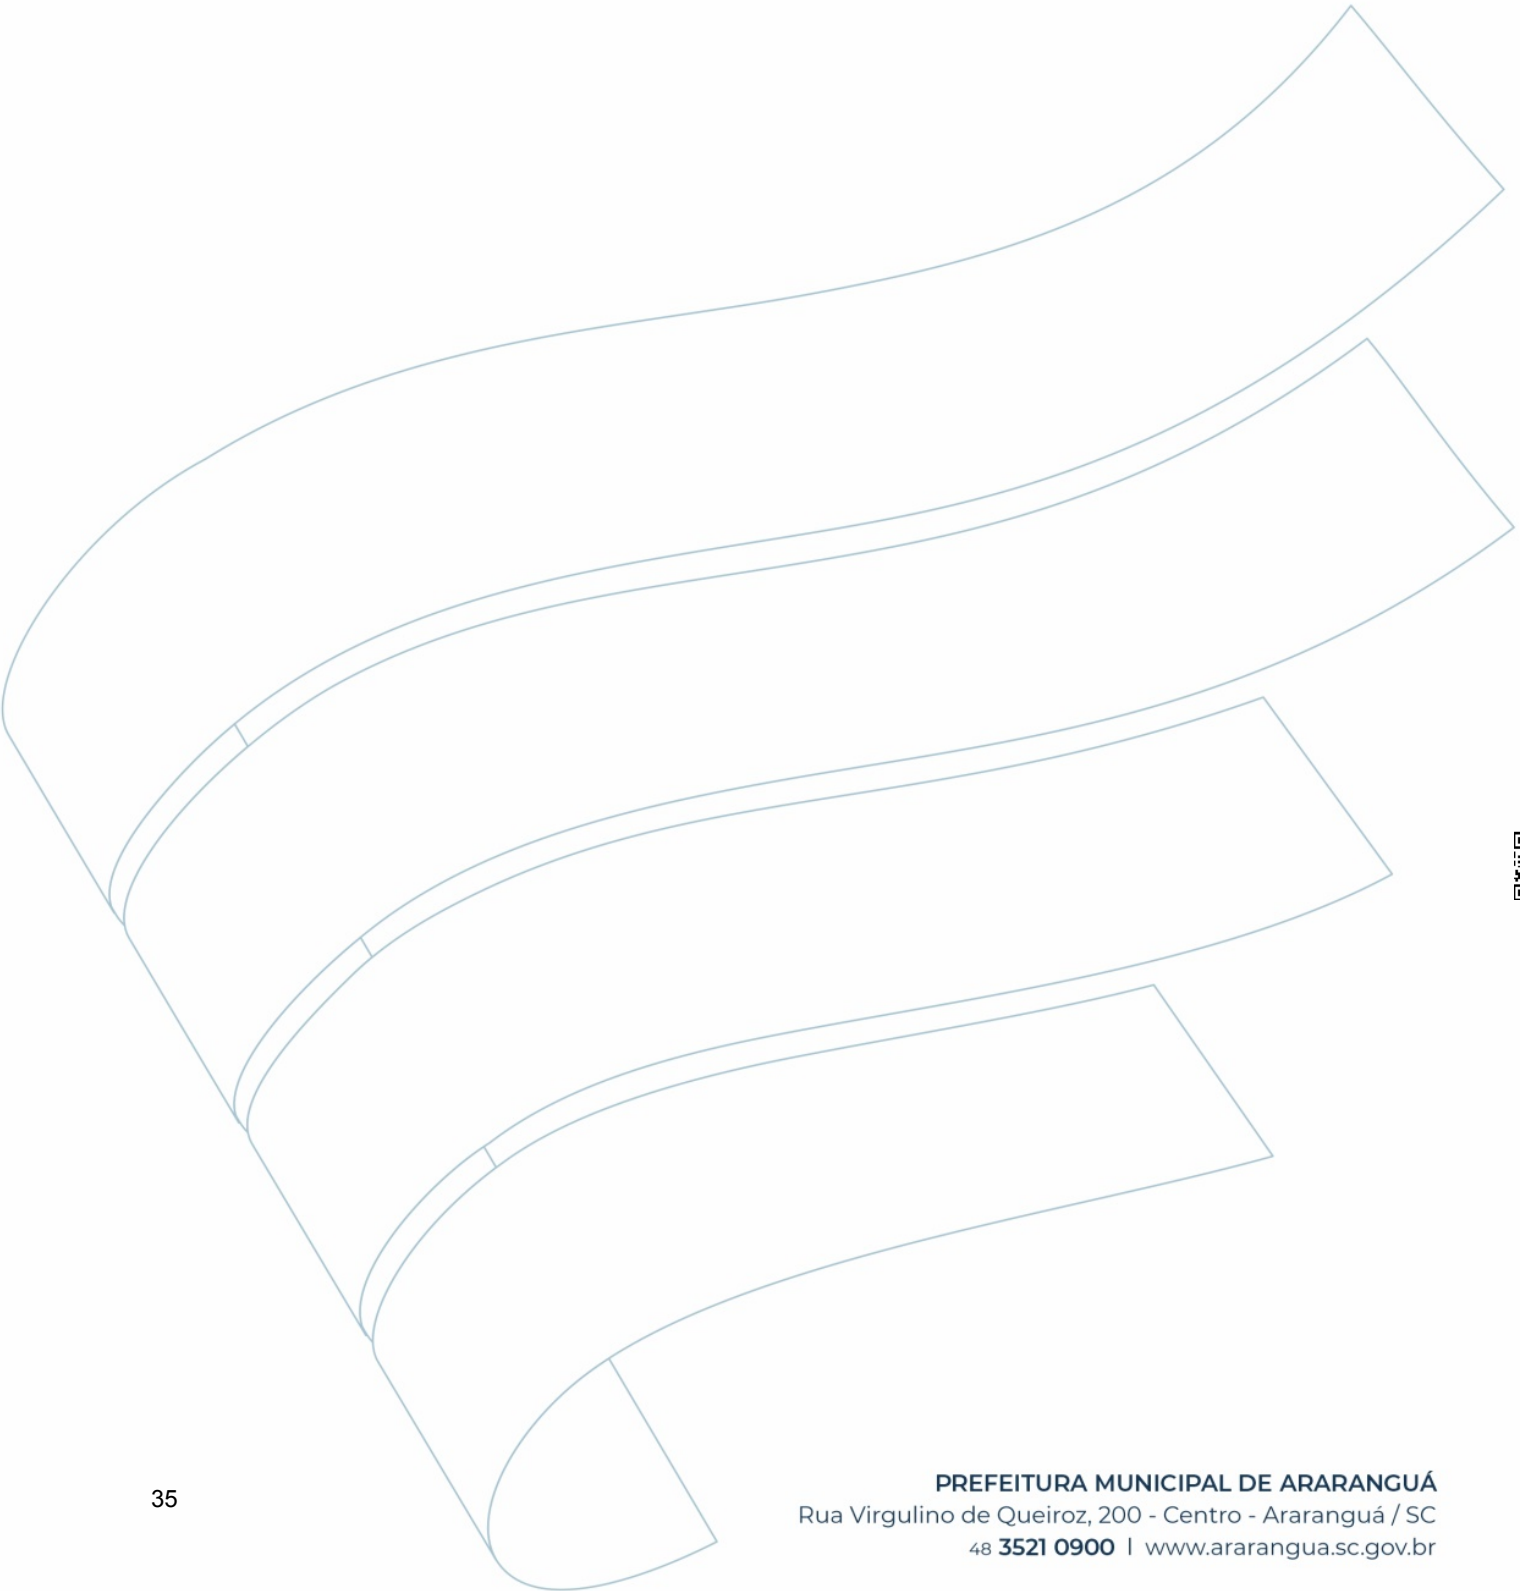 35
PREFEITURA MUNICIPAL DE ARARANGUÁ
Rua Virgulino de Queiroz, 200 - Centro - Araranguá / SC
48 3521 0900 | www.ararangua.sc.gov.br